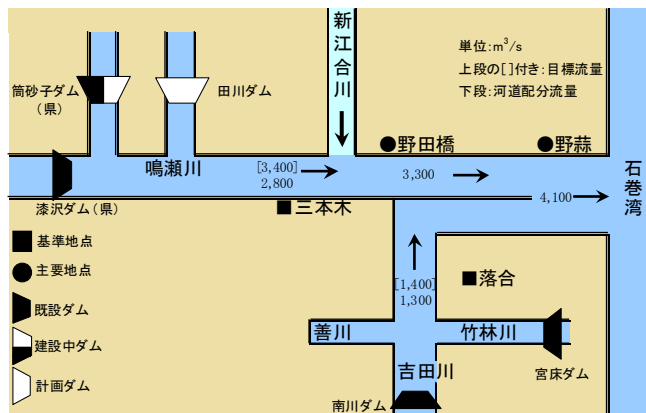 新江合川
単位:m³/s
上段の[]付き:目標流量
下段:河道配分流量
筒砂子ダム
(県)
田川ダム
野田橋
野蒜
石巻湾
鳴瀬川
[3,400]
2,800
3,300
4,100
漆沢ダム(県)
三本木
基準地点
主要地点
既設ダム
建設中ダム
計画ダム
[1,400]
1,300
落合
善川
竹林川
吉田川
宮床ダム
南川ダム